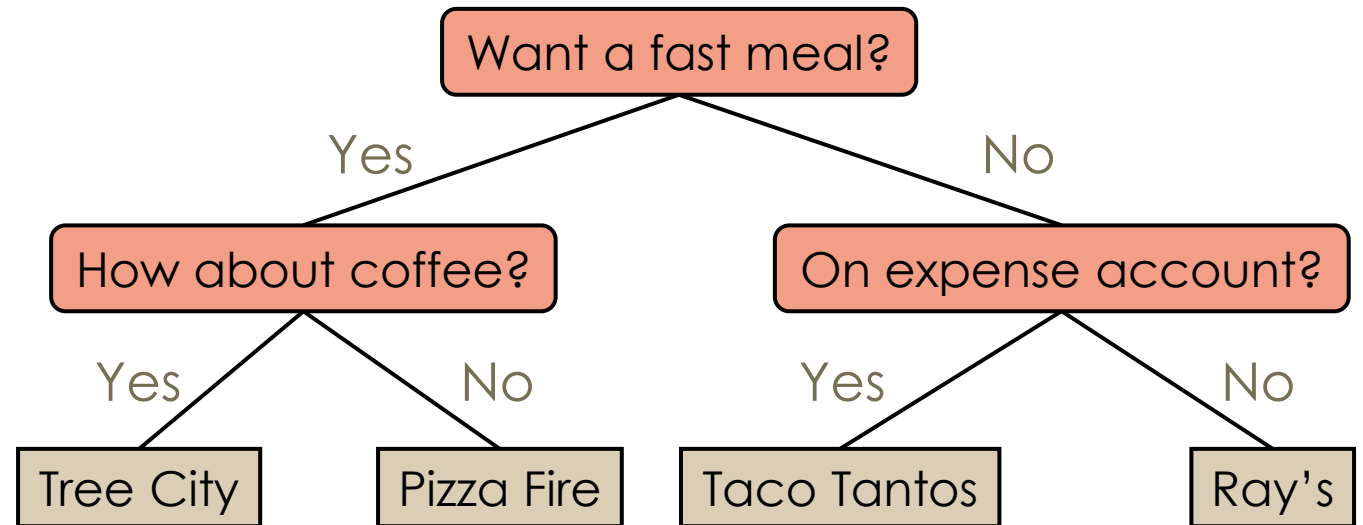 Want a fast meal?
Yes
No
How about coffee?
On expense account?
Yes
No
Yes
No
Tree City
Pizza Fire
Taco Tantos
Ray’s